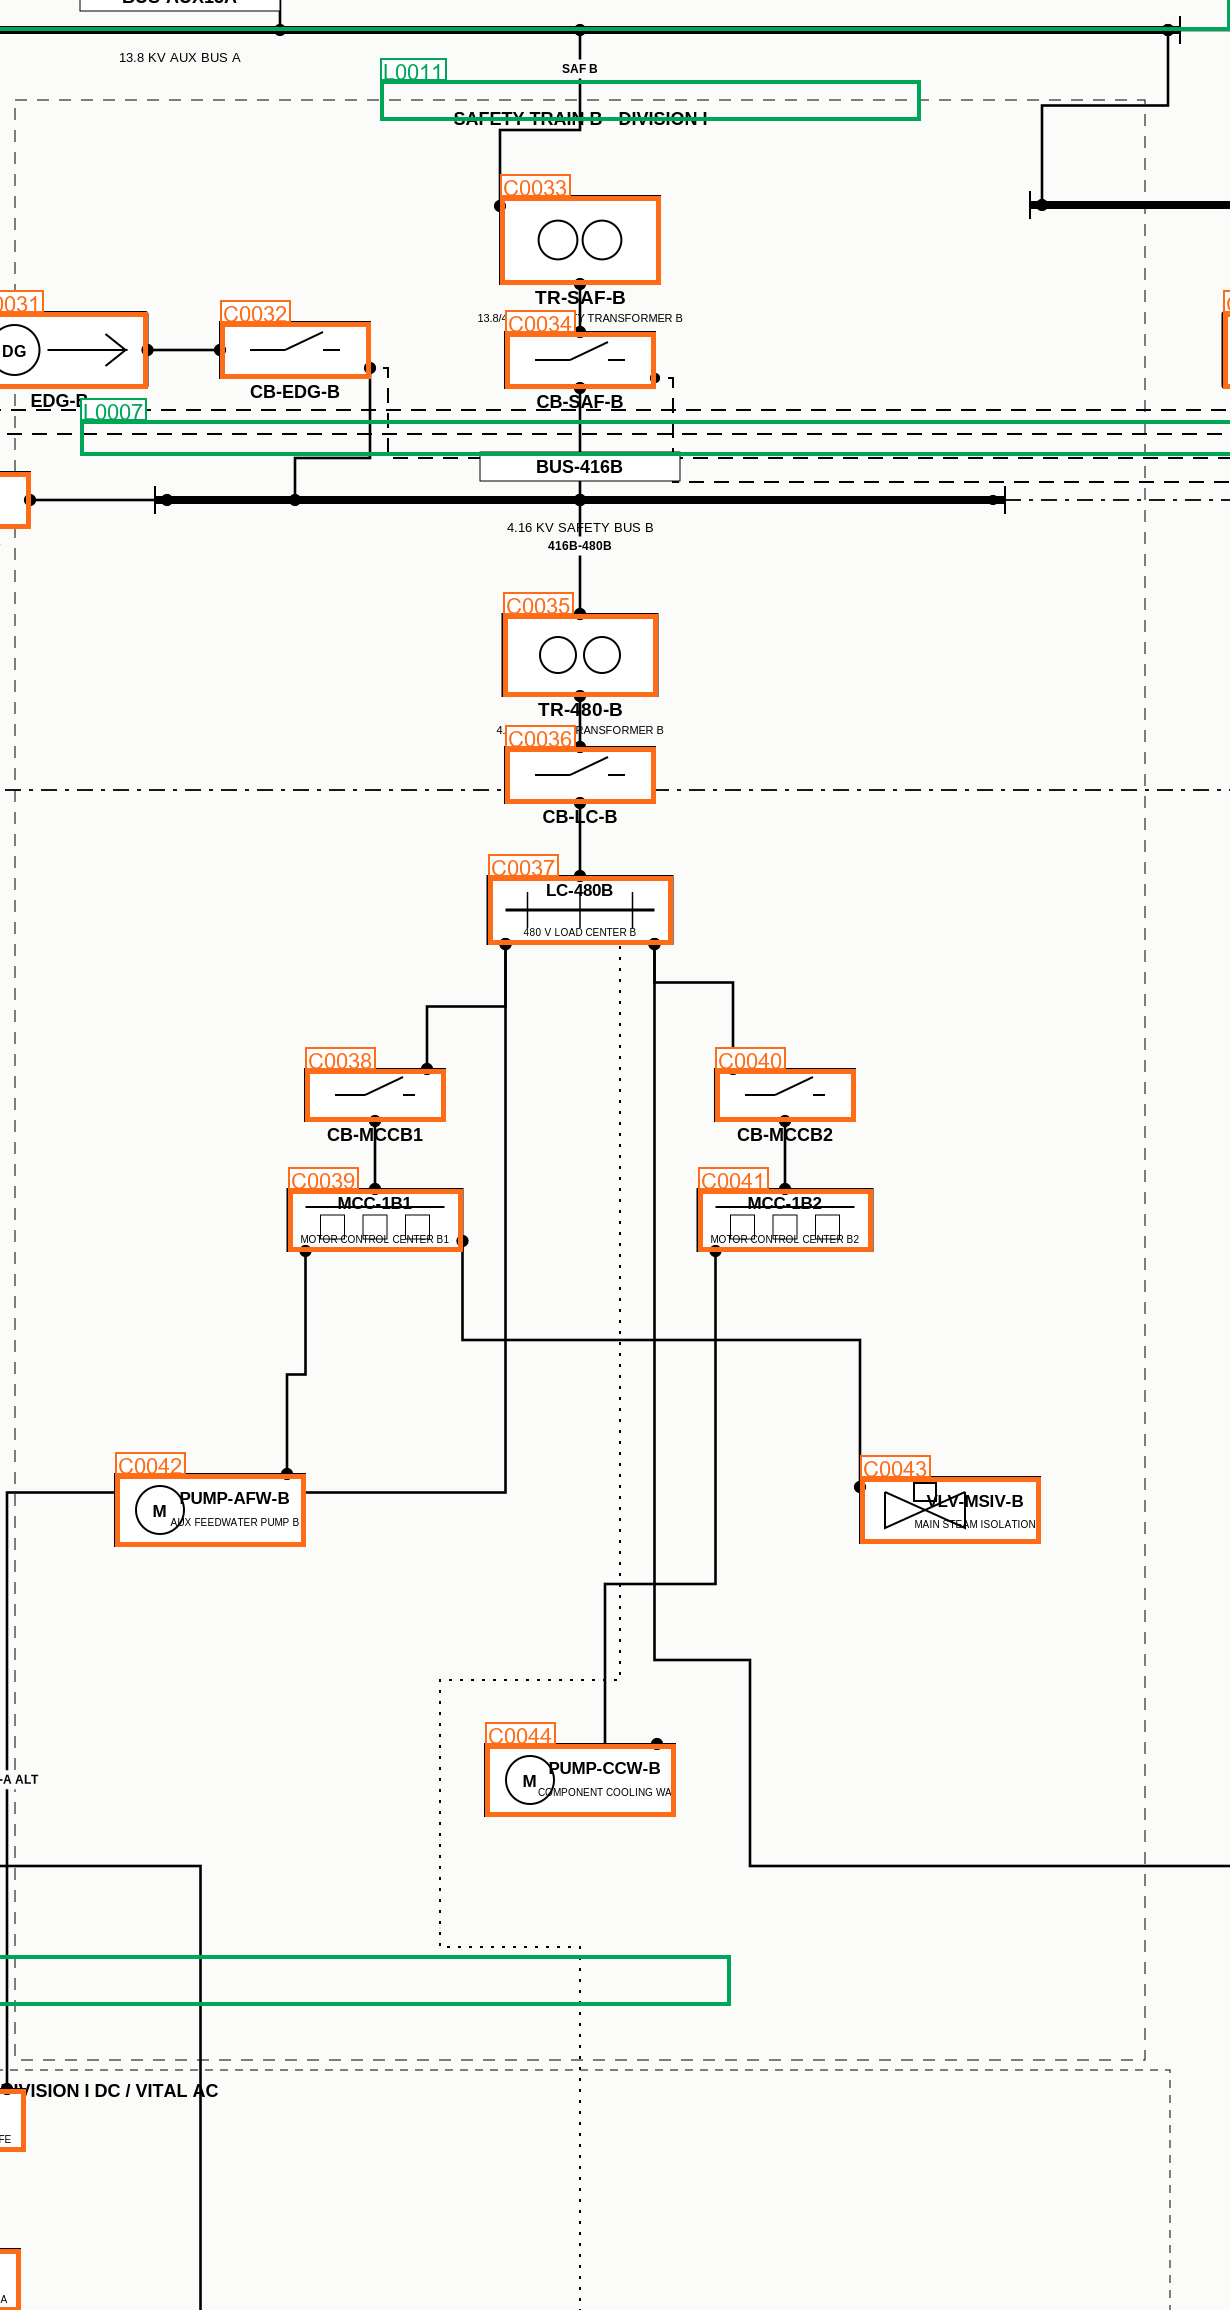 13.8 KV AUX BUS A
SAF B
L0011
SAFETY TRAIN B - DIVISION I
C0033
TR-SAF-B
TRANSFORMER B
C0032
C0034
DG
CB-EDG-B
CB-SAF-B
EDG-B
L0007
BUS-416B
4.16 KV SAFETY BUS B
416B-480B
C0035
TR-480-B
TRANSFORMER B
C0036
CB-LC-B
C0037
LC-480B
480 V LOAD CENTER B
C0038
C0040
CB-MCCB1
CB-MCCB2
C0039
C0041
MCC-1B1
MCC-1B2
MOTOR CONTROL CENTER B1
MOTOR CONTROL CENTER B2
C0042
C0043
M
PUMP-AFW-B
VLV-MSIV-B
AUX FEEDWATER PUMP B
MAIN STEAM ISOLATION
C0044
M
PUMP-CCW-B
COMPONENT COOLING WA
-A ALT
DIVISION I DC / VITAL AC
FE
A